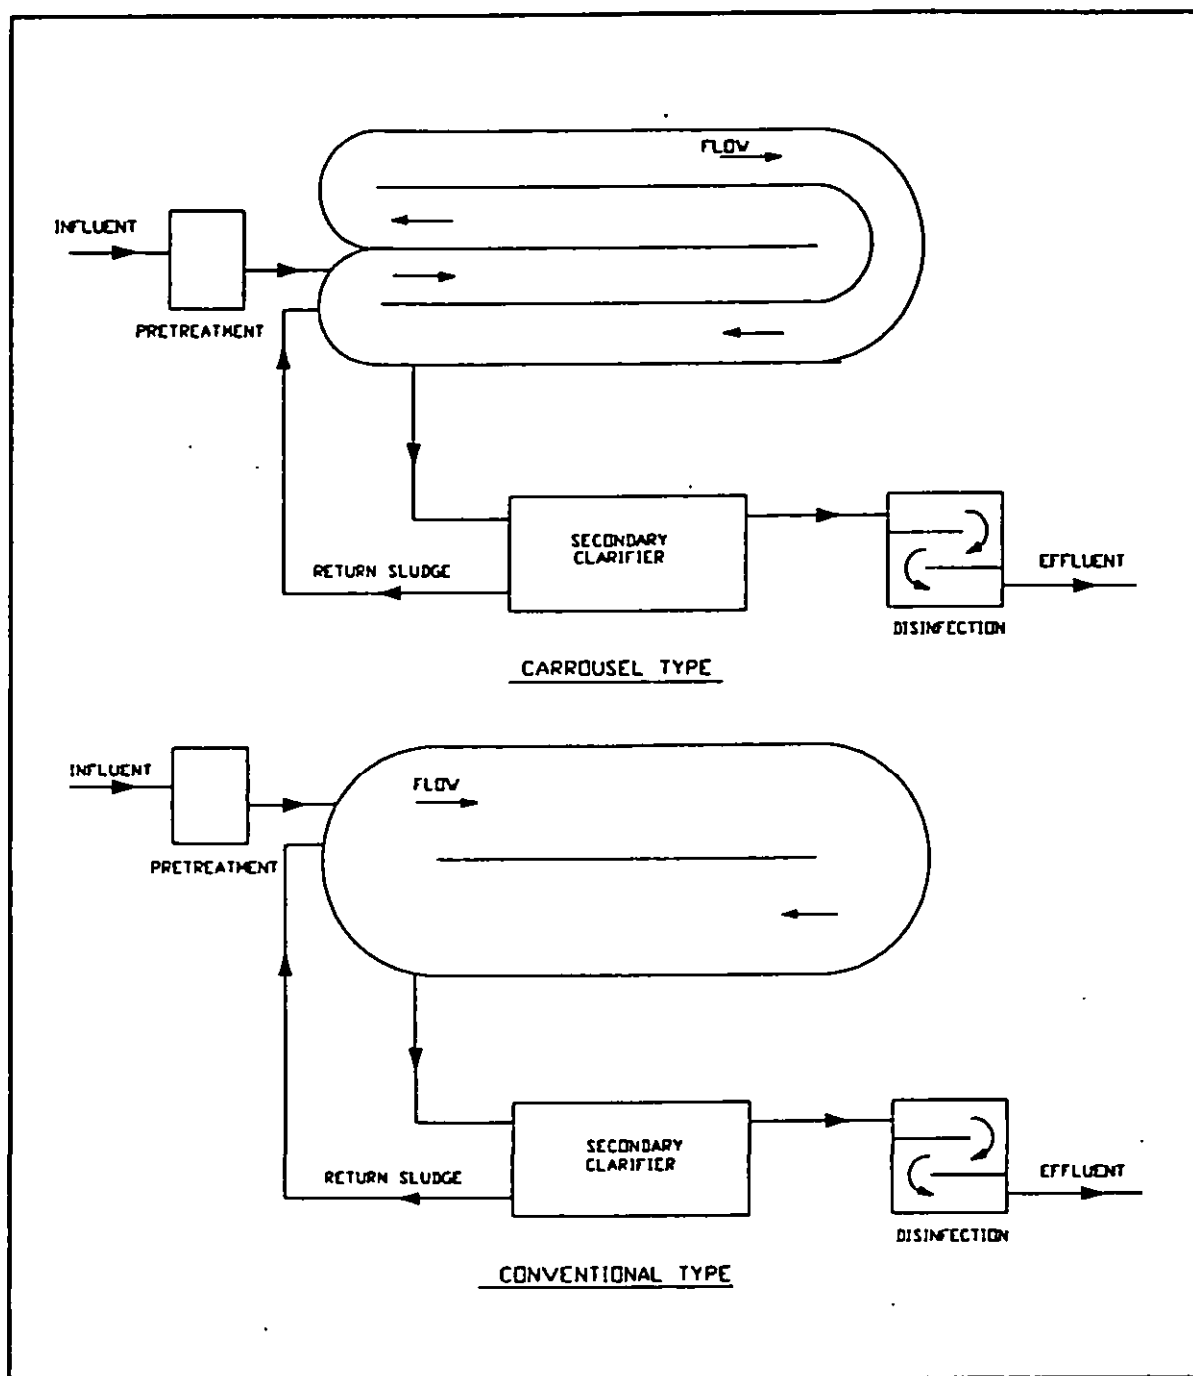 FLOW
INFLUENT
PRETREATMENT
SECONDARY
CLARIFIER
RETURN SLUDGE
EFFLUENT
DISINFECTION
CARROUSEL TYPE
INFLUENT
FLOW
PRETREATMENT
SECONDARY
CLARIFIER
RETURN SLUDGE
EFFLUENT
DISINFECTION
CONVENTIONAL TYPE